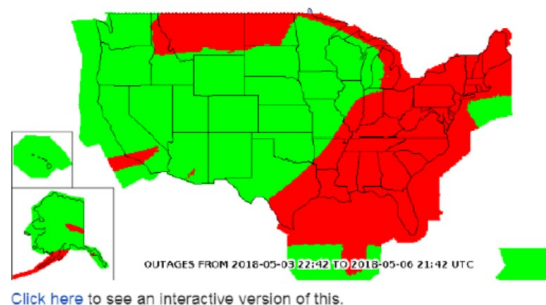 OUTAGES FROM 2018-05-03 22:42 TO 2018-05-06 21:42 UTC
Click here to see an interactive version of this.